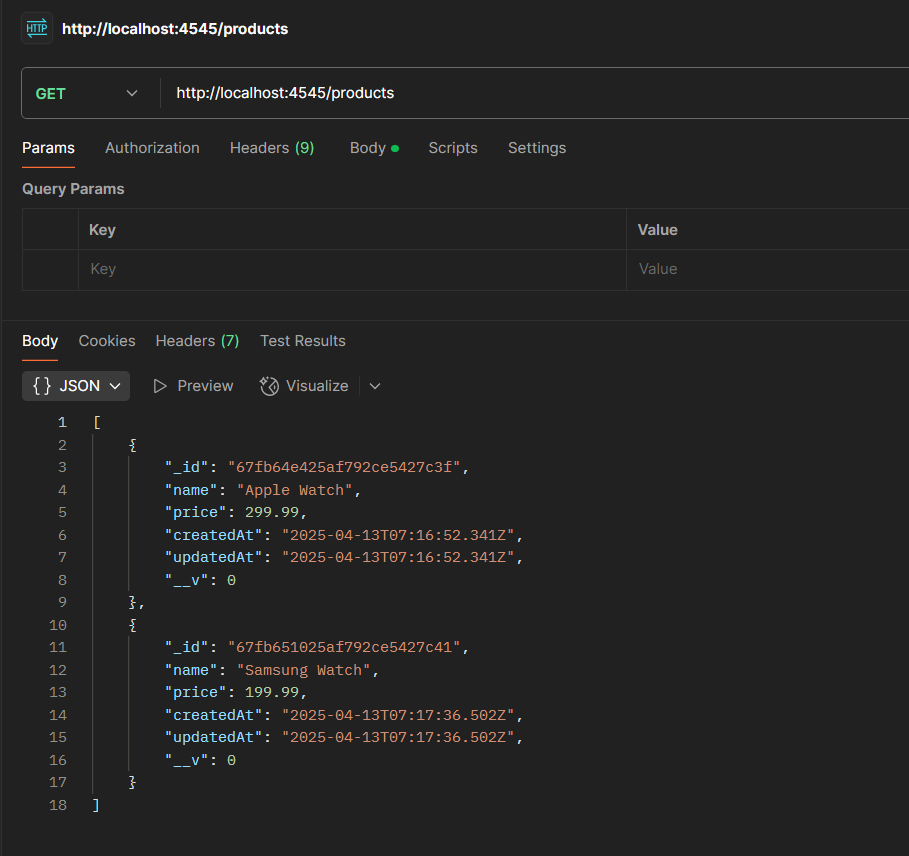 HTTP http://localhost:4545/products
GET http://localhost:4545/products
Params Authorization Headers (9) Body Scripts Settings
Query Params
Key Value
Key Value
Body Cookies Headers (7) Test Results
{ } JSON Preview Visualize
1 [
2 {
3 "_id": "67fb64e425af792ce5427c3f",
4 "name": "Apple Watch",
5 "price": 299.99,
6 "createdAt": "2025-04-13T07:16:52.341Z",
7 "updatedAt": "2025-04-13T07:16:52.341Z",
8 "__v": 0
9 },
10 {
11 "_id": "67fb651025af792ce5427c41",
12 "name": "Samsung Watch",
13 "price": 199.99,
14 "createdAt": "2025-04-13T07:17:36.502Z",
15 "updatedAt": "2025-04-13T07:17:36.502Z",
16 "__v": 0
17 }
18 ]